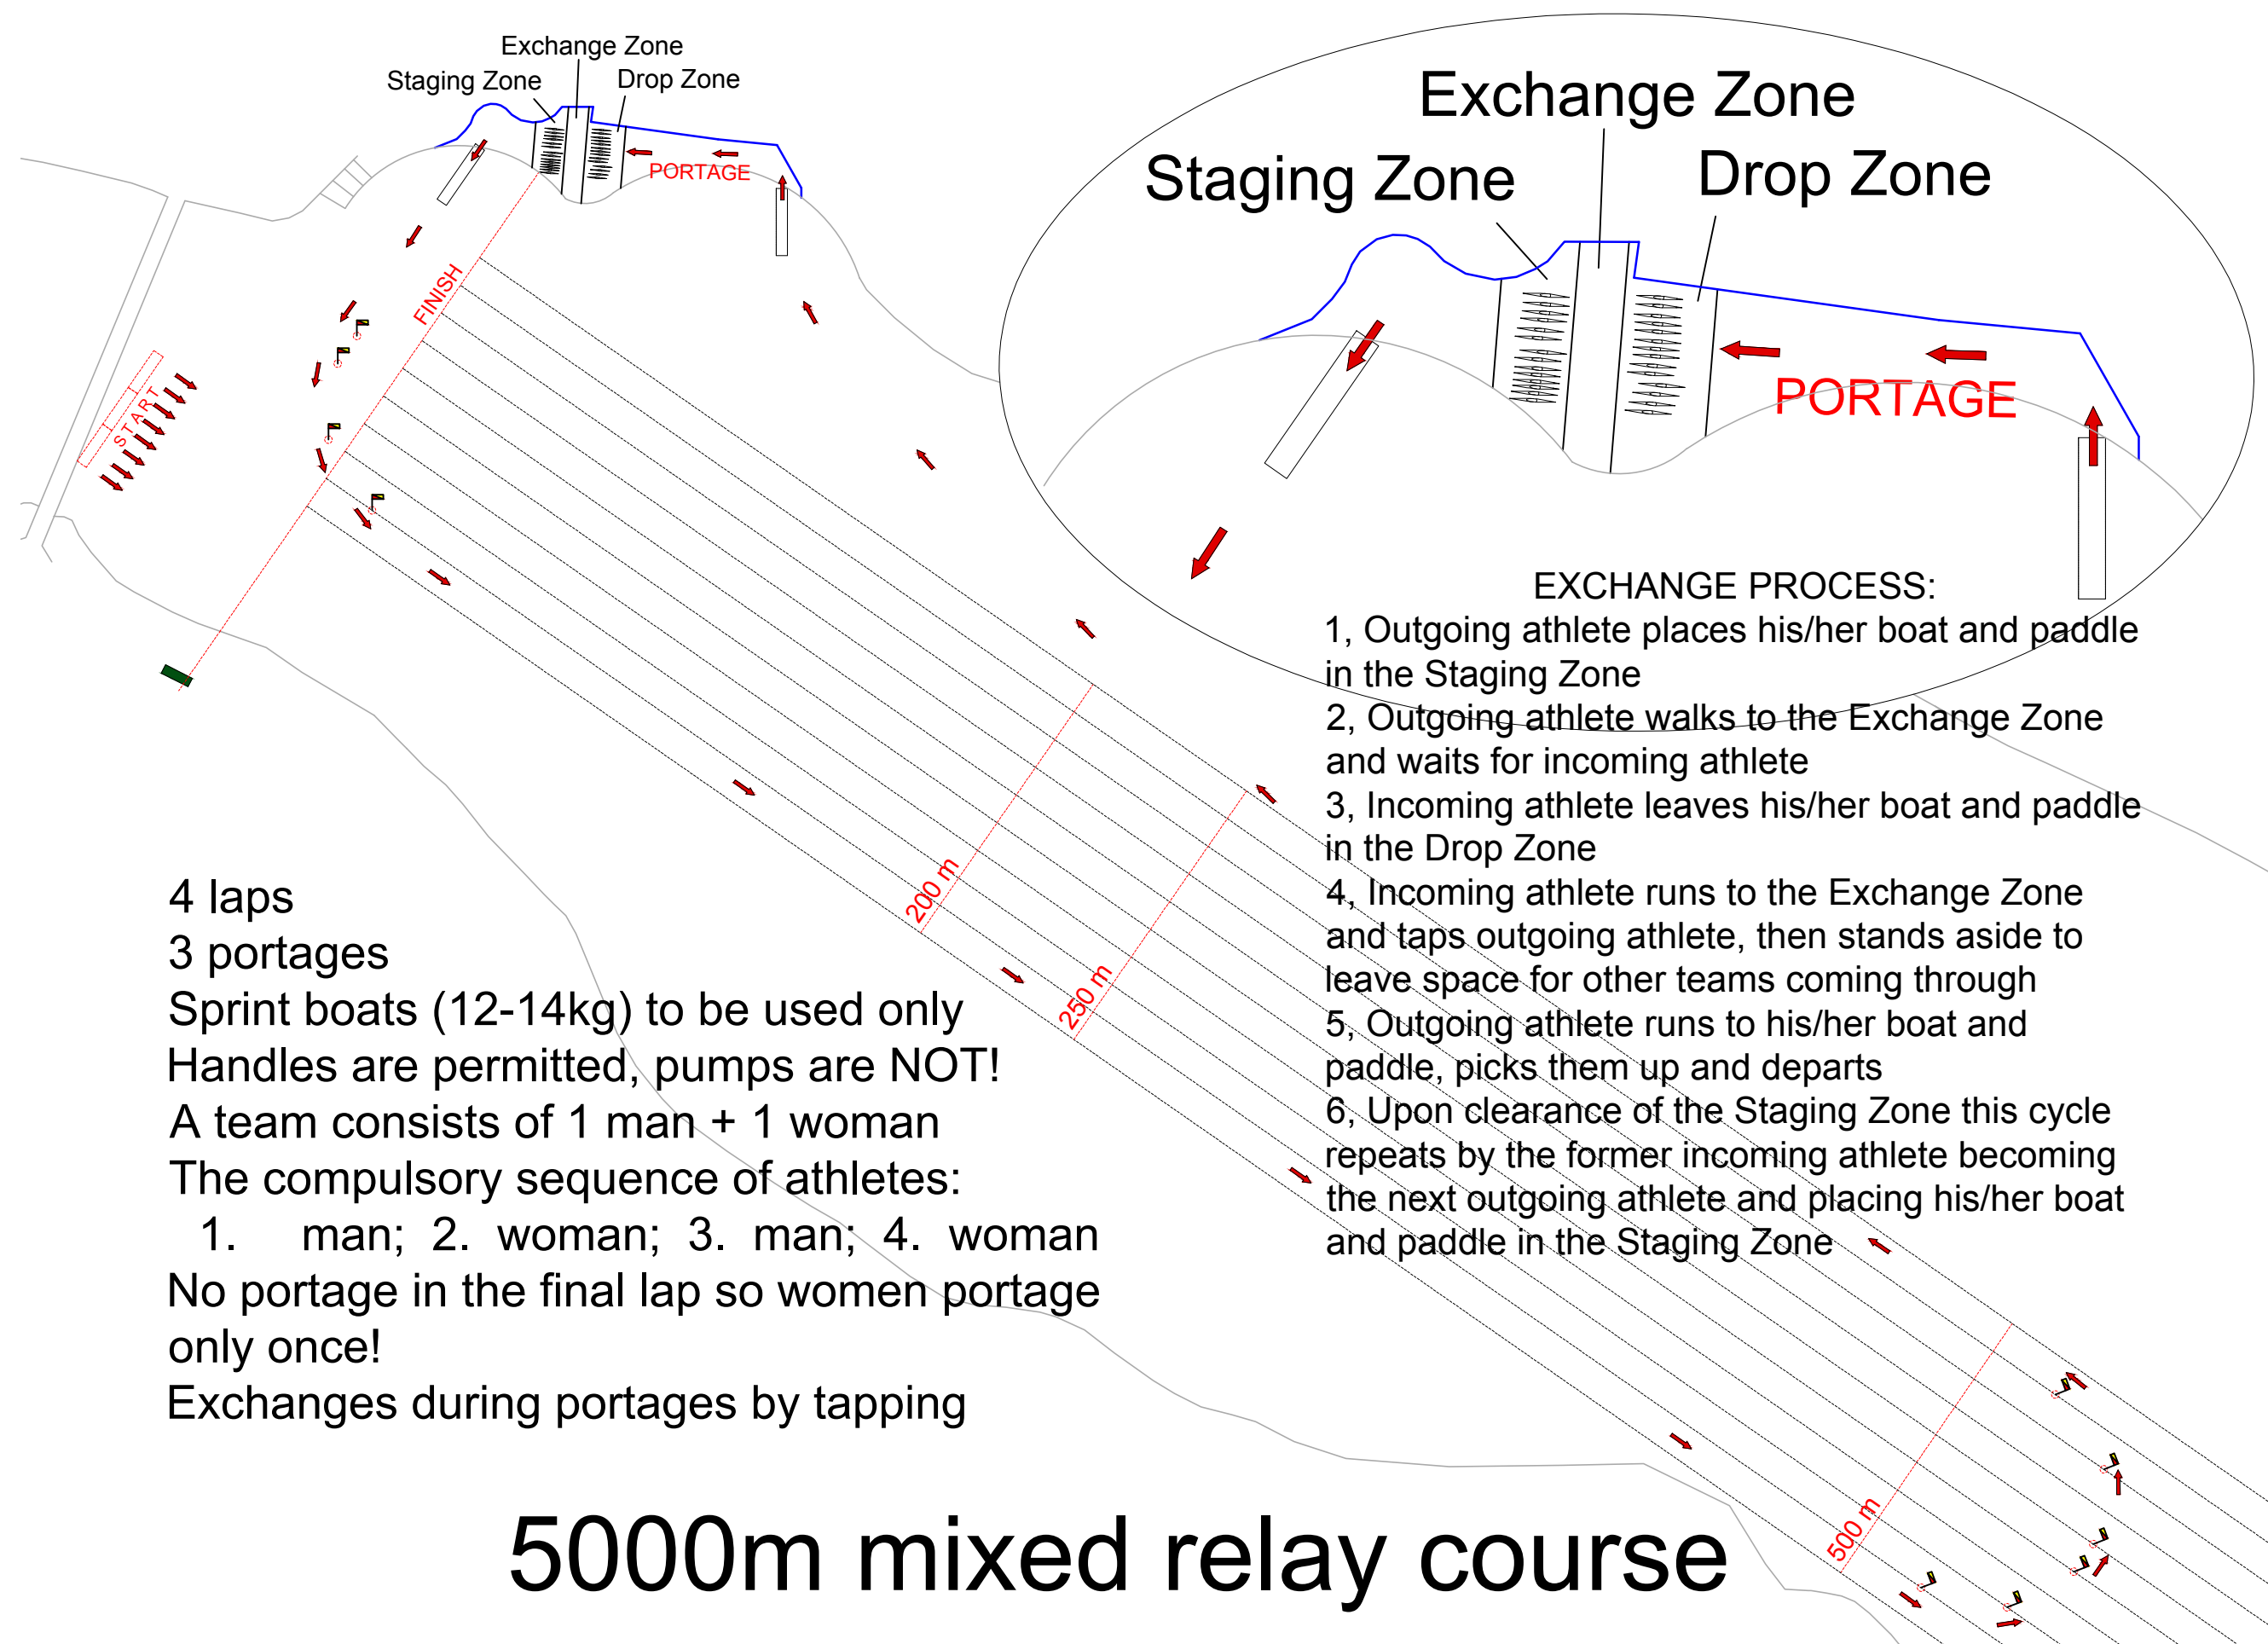 Exchange Zone
Staging Zone
Drop Zone
PORTAGE
FINISH
START
Exchange Zone
Staging Zone
Drop Zone
PORTAGE
EXCHANGE PROCESS:
1, Outgoing athlete places his/her boat and paddle
in the Staging Zone
2, Outgoing athlete walks to the Exchange Zone
and waits for incoming athlete
3, Incoming athlete leaves his/her boat and paddle
in the Drop Zone
4, Incoming athlete runs to the Exchange Zone
and taps outgoing athlete, then stands aside to
leave space for other teams coming through
5, Outgoing athlete runs to his/her boat and
paddle, picks them up and departs
6, Upon clearance of the Staging Zone this cycle
repeats by the former incoming athlete becoming
the next outgoing athlete and placing his/her boat
and paddle in the Staging Zone
200 m
250 m
500 m
4 laps
3 portages
Sprint boats (12-14kg) to be used only
Handles are permitted, pumps are NOT!
A team consists of 1 man + 1 woman
The compulsory sequence of athletes:
1. man; 2. woman; 3. man; 4. woman
No portage in the final lap so women portage
only once!
Exchanges during portages by tapping
5000m mixed relay course